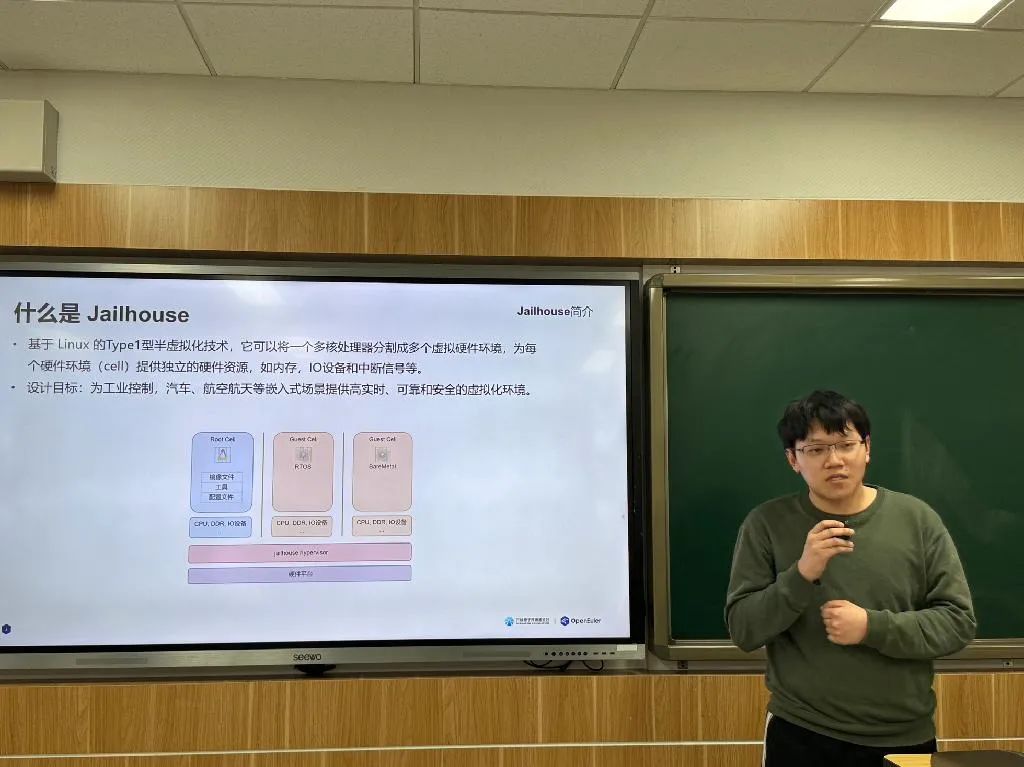 什么是 Jailhouse
Jailhouse简介
• 基于 Linux 的Type1型半虚拟化技术，它可以将一个多核处理器分割成多个虚拟硬件环境，为每
个硬件环境（cell）提供独立的硬件资源，如内存，IO设备和中断信号等。
• 设计目标：为工业控制，汽车、航空航天等嵌入式场景提供高实时、可靠和安全的虚拟化环境。
Root Cell
Guest Cell
Guest Cell
RTOS
BareMetal
镜像文件
工具
配置文件
CPU, DDR, IO设备
CPU, DDR, IO设备
...
CPU, DDR, IO设备
...
jailhouse hypervisor
硬件平台
OpenEuler
seewo